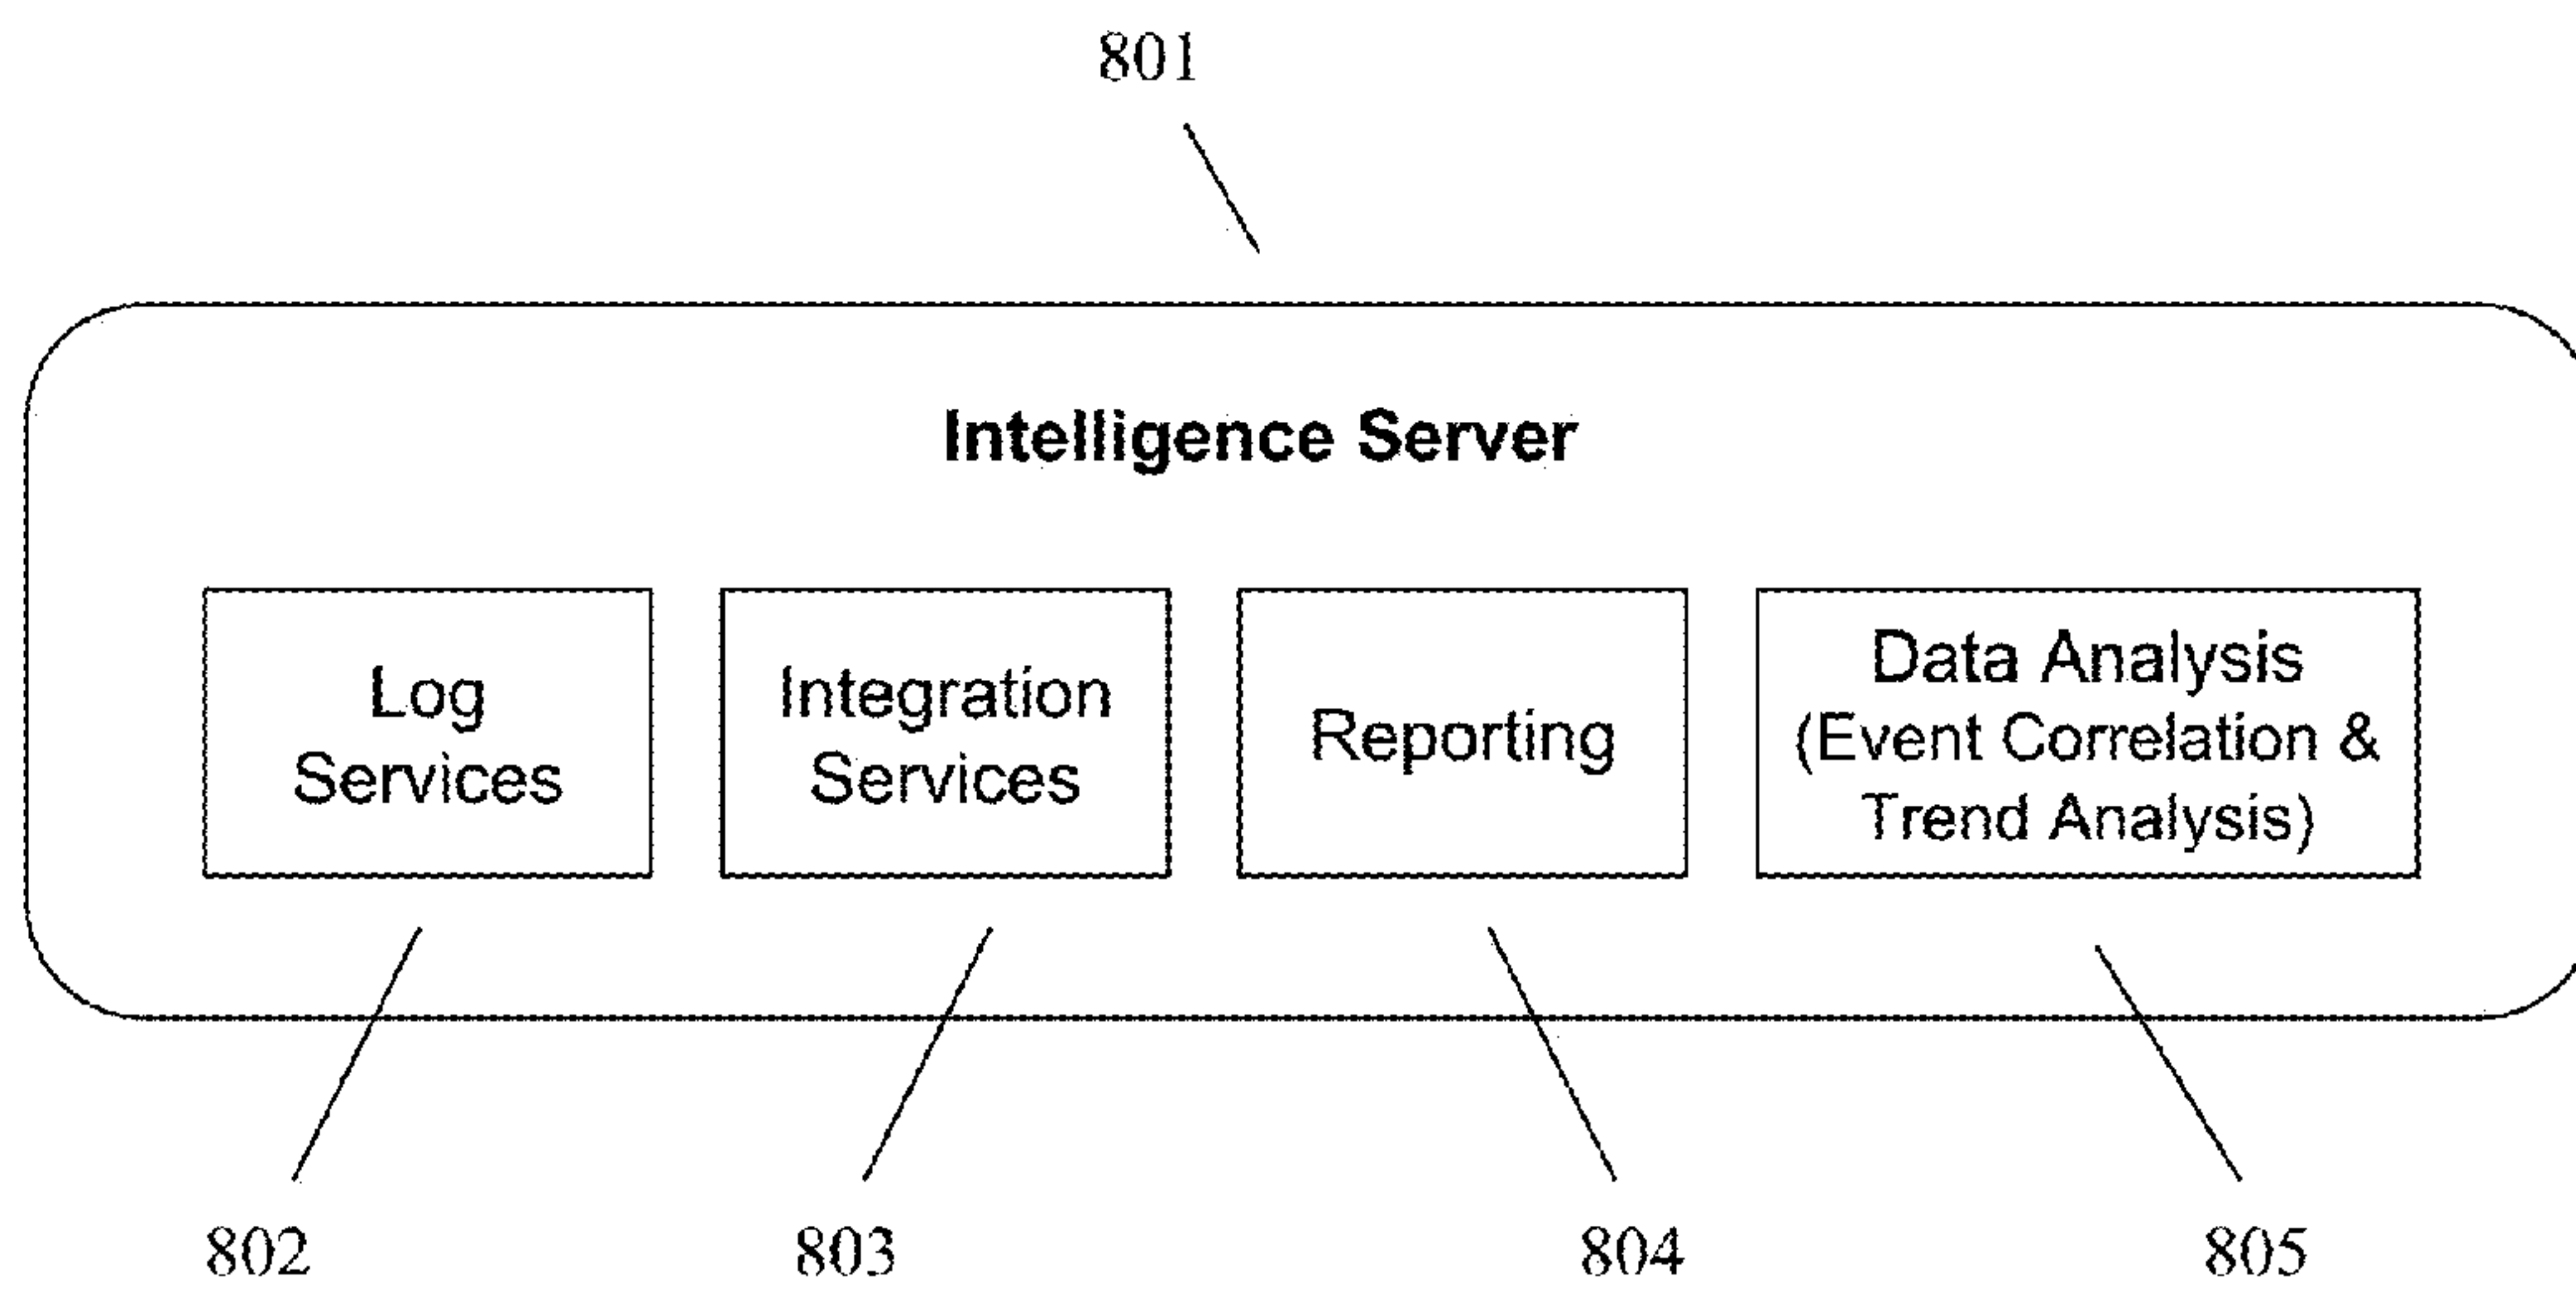 801
Intelligence Server
Log
Services
Integration
Services
Reporting
Data Analysis
(Event Correlation &
Trend Analysis)
802
803
804
805